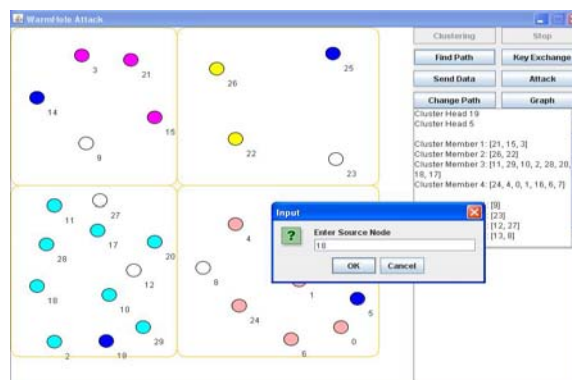 WarmHole Attack
Clustering Stop
Find Path Key Exchange
Send Data Attack
Change Path Graph
Cluster Head 19
Cluster Head 5
Cluster Member 1: [21, 15, 3]
Cluster Member 2: [26, 22]
Cluster Member 3: [11, 29, 10, 2, 28, 20,
18, 17]
Cluster Member 4: [24, 4, 0, 1, 16, 6, 7]
[9]
[23]
[12, 27]
[13, 8]
Input
?
Enter Source Node
18
OK Cancel
3
21
14
15
9
26
25
22
23
11
27
17
28
20
12
18
10
2
19
29
4
8
1
24
5
6
0